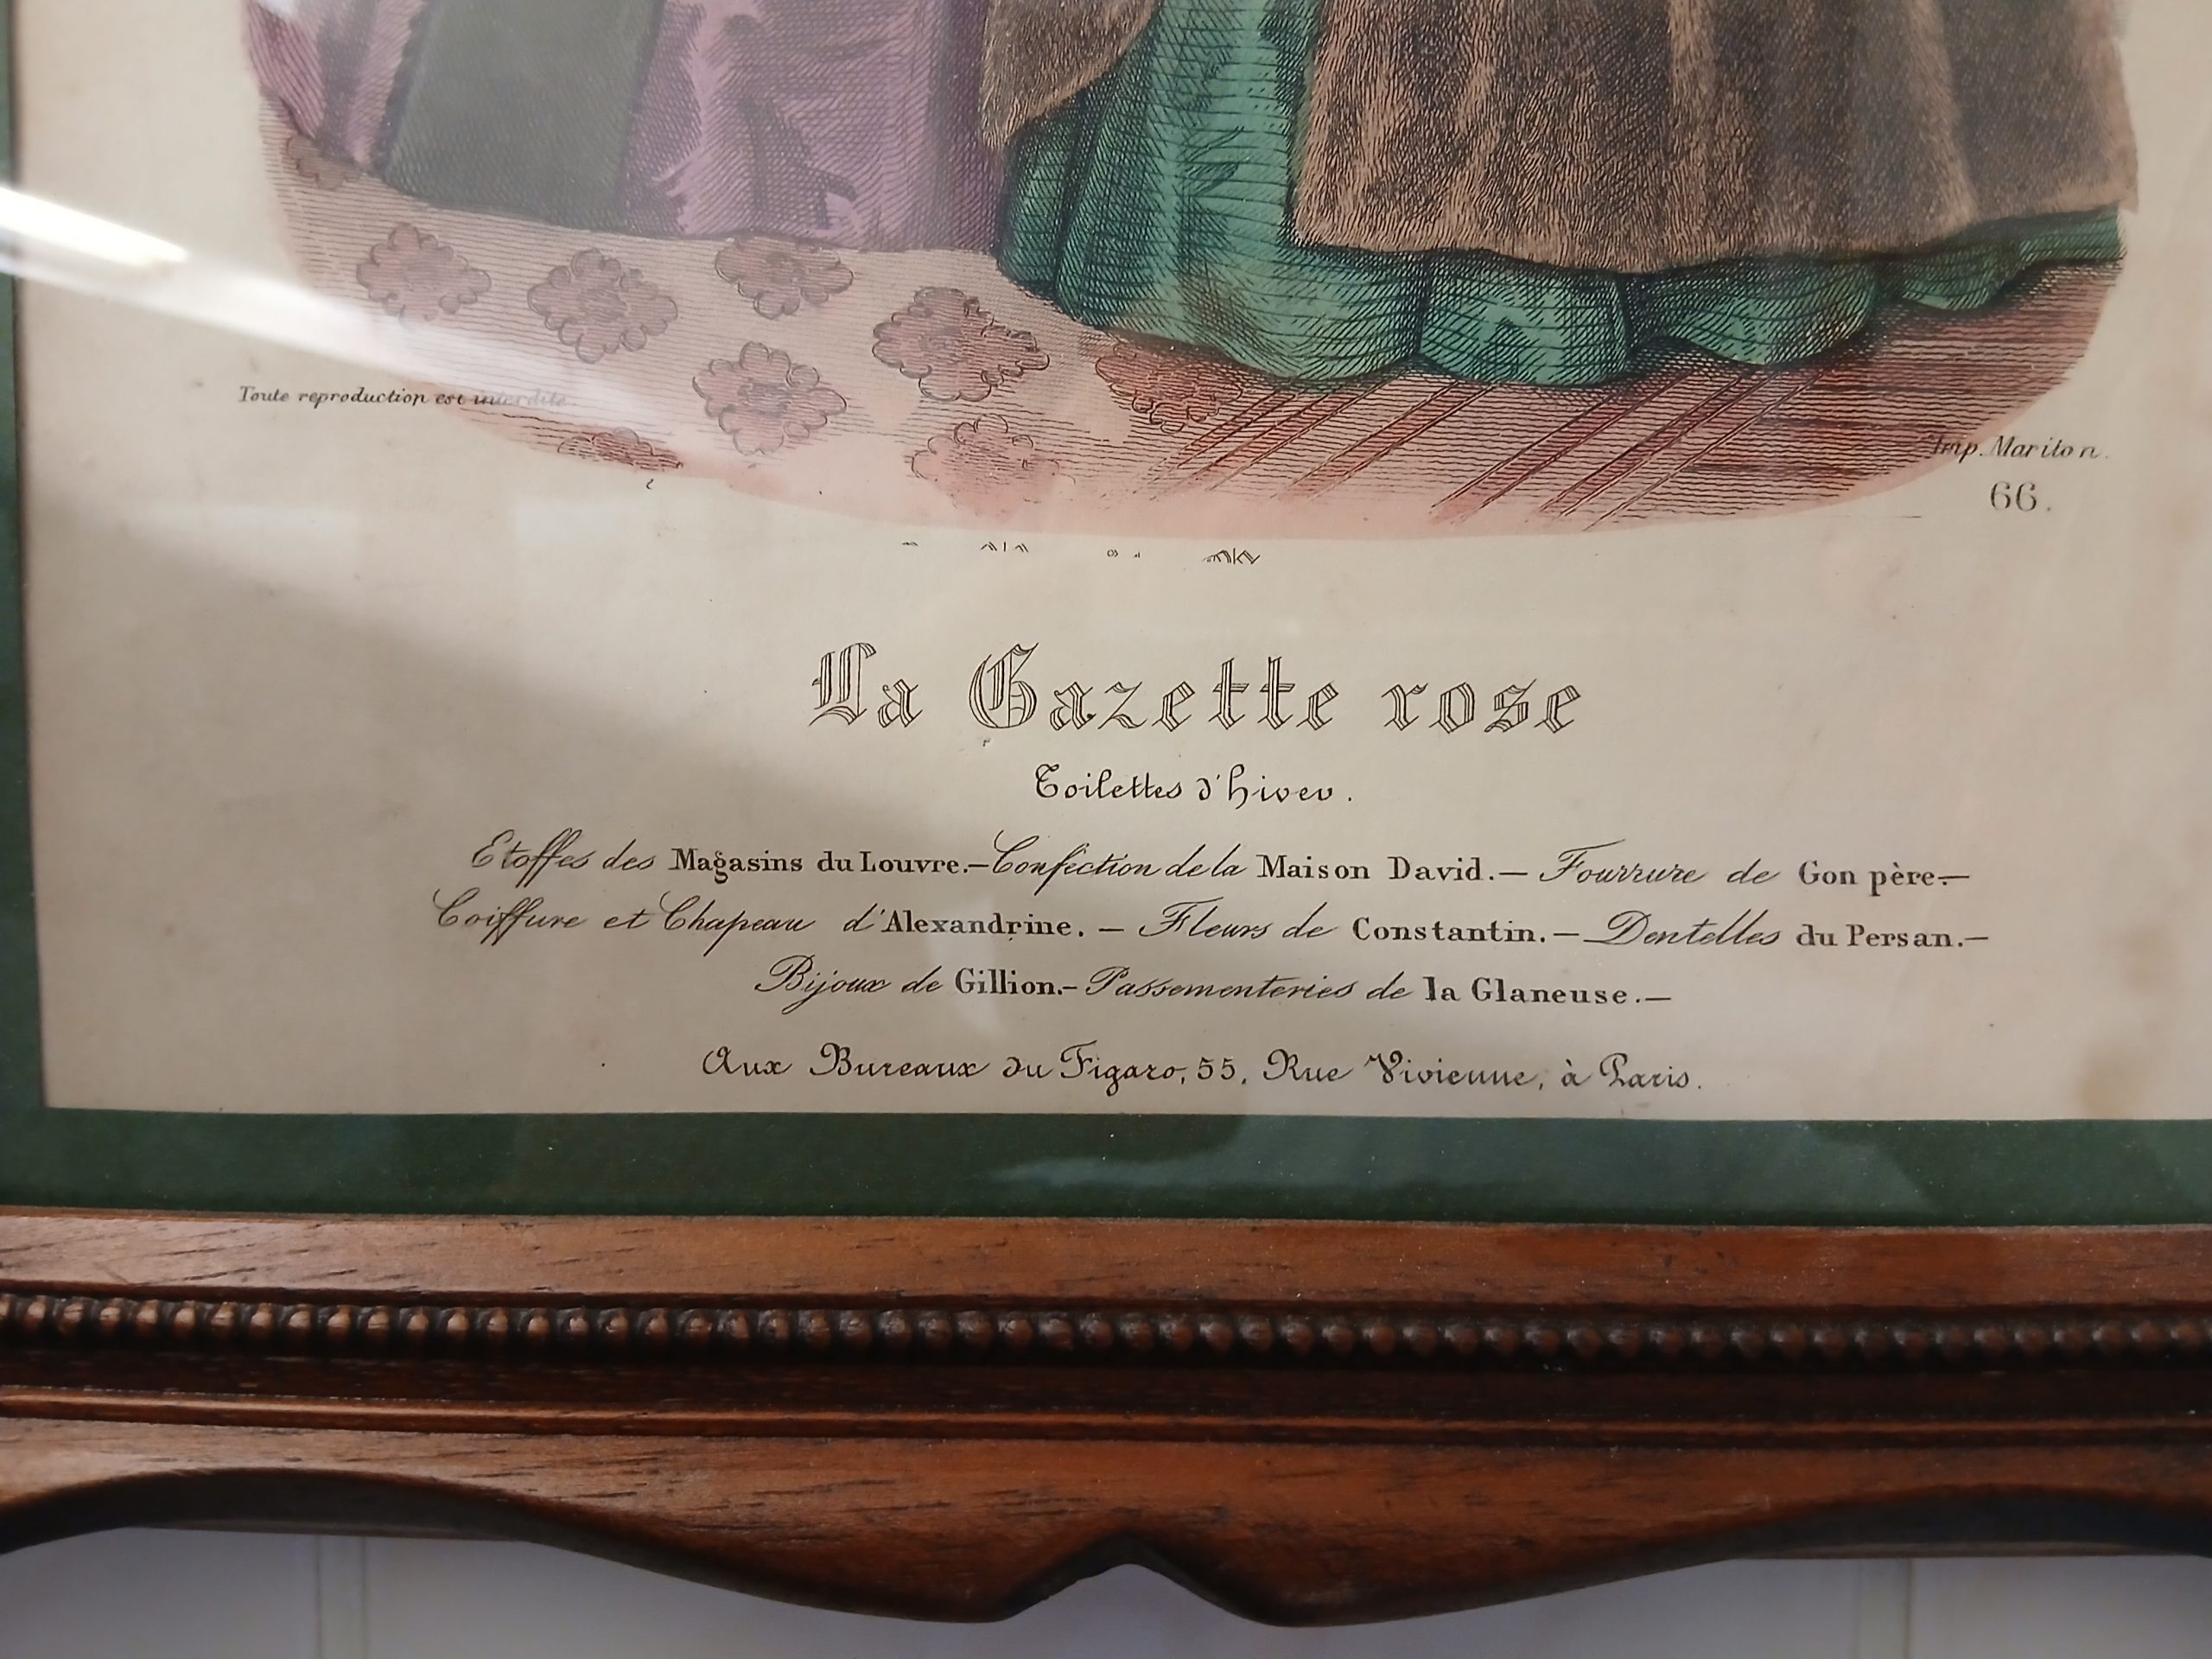 Toute reproduction est interdite.
Imp. Mariton.
66.
La Gazette rose
Toilettes d'hiver.
Etoffes des Magasins du Louvre.—Confection de la Maison David.— Fourrure de Gon père—
Coiffure et Chapeau d'Alexandrine. — Fleurs de Constantin.— Dentelles du Persan.—
Bijoux de Gillion.- Passementeries de la Glaneuse.—
Aux Bureaux du Figaro, 55, Rue Vivienne, à Paris.